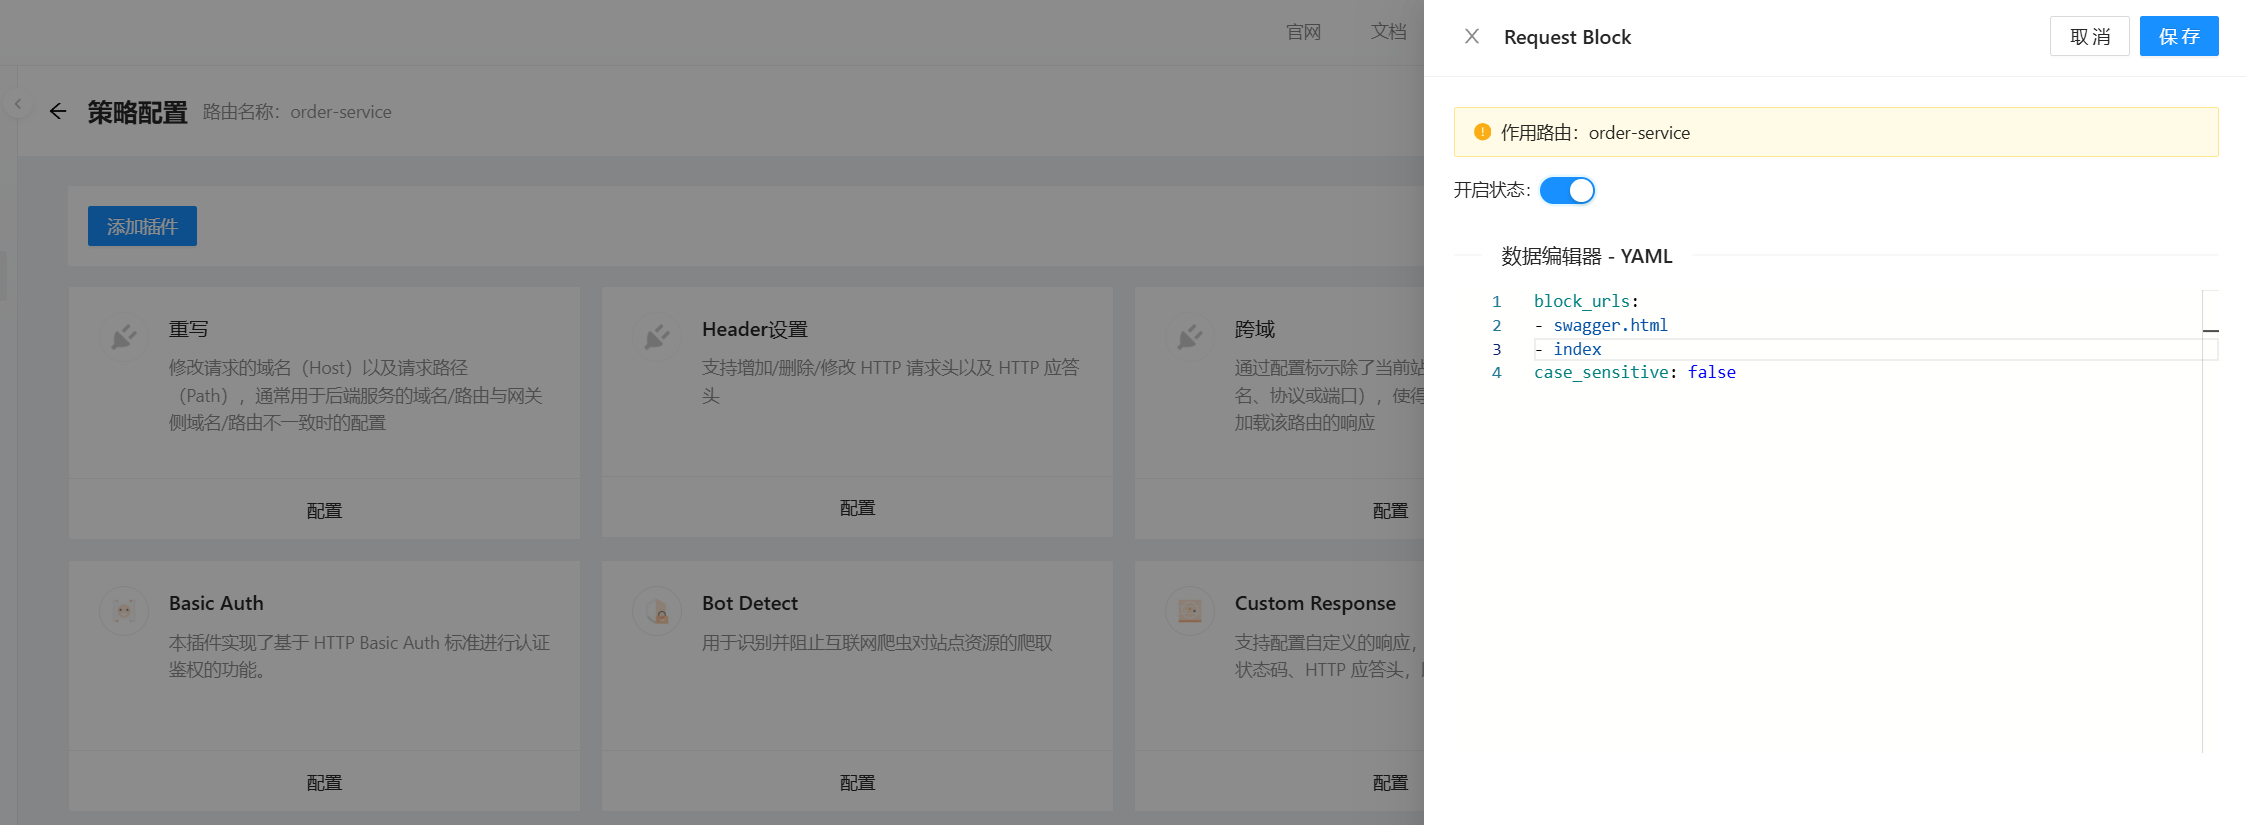 官网
文档
策略配置
路由名称：order-service
添加插件
重写
修改请求的域名（Host）以及请求路径
（Path），通常用于后端服务的域名/路由与网关
侧域名/路由不一致时的配置
配置
Header设置
支持增加/删除/修改 HTTP 请求头以及 HTTP 应答
头
配置
跨域
通过配置标示除了当前站
名、协议或端口），使得
加载该路由的响应
配置
Basic Auth
本插件实现了基于 HTTP Basic Auth 标准进行认证
鉴权的功能。
配置
Bot Detect
用于识别并阻止互联网爬虫对站点资源的爬取
配置
Custom Response
支持配置自定义的响应，
状态码、HTTP 应答头，
配置
Request Block
取 消
保 存
作用路由：order-service
开启状态：
数据编辑器 - YAML
1 block_urls:
2 - swagger.html
3 - index
4 case_sensitive: false